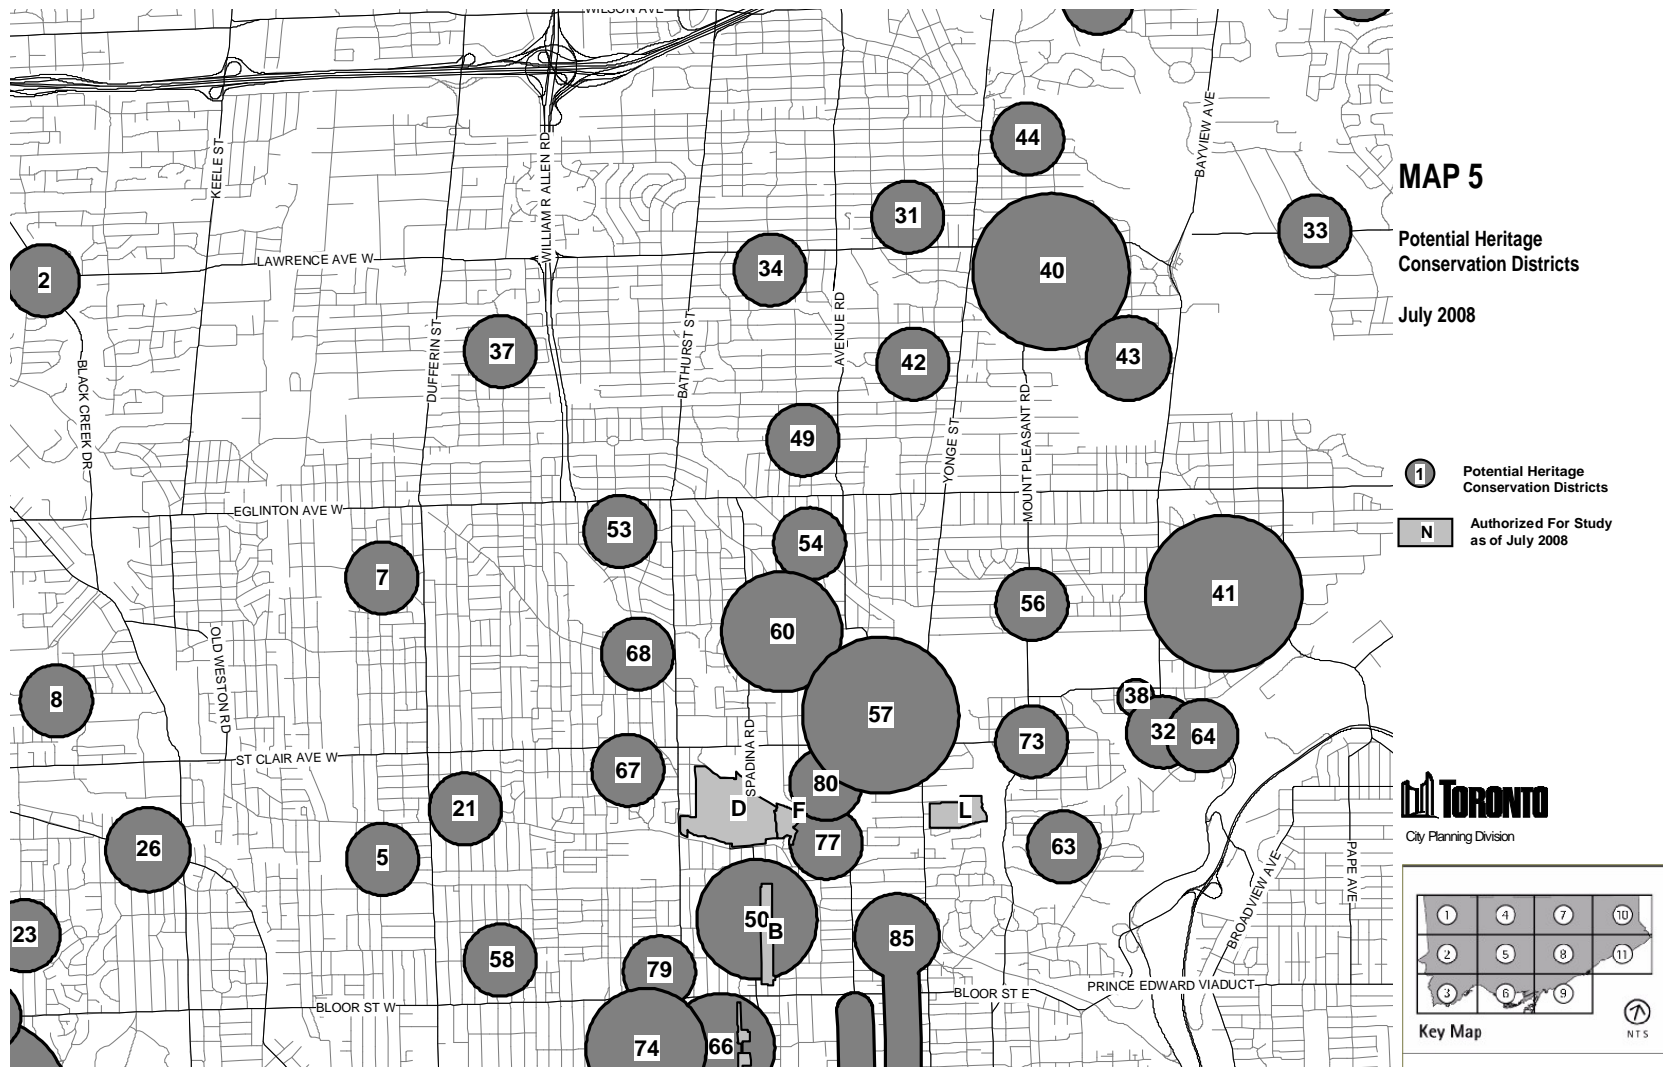 WILSON AVE
KEELE ST
WILLIAM R ALLEN RD
BAYVIEW AVE
44
31
33
40
34
2
LAWRENCE AVE W
37
DUFFERIN ST
BATHURST ST
AVENUE RD
42
43
BLACK CREEK DR
49
YONGE ST
MOUNT PLEASANT RD
EGLINTON AVE W
53
54
7
56
41
60
68
OLD WESTON RD
8
57
38
32
64
73
SPADINA RD
ST CLAIR AVE W
67
80
21
D
F
L
77
26
5
63
PAPE AVE
BROADVIEW AVE
50
B
85
23
58
79
BLOOR ST E
PRINCE EDWARD VIADUCT
BLOOR ST W
74
66
MAP 5
Potential Heritage
Conservation Districts
July 2008
1
Potential Heritage
Conservation Districts
N
Authorized For Study
as of July 2008
TORONTO
City Planning Division
1
4
7
10
2
5
8
11
3
6
9
Key Map
NTS